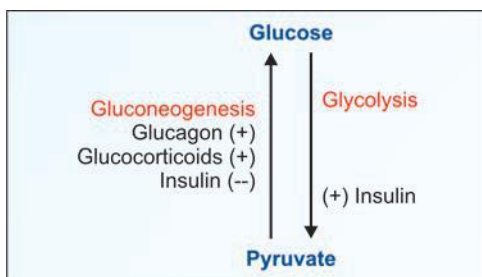 Glucose
Gluconeogenesis
Glucagon (+)
Glucocorticoids (+)
Insulin (--)
Glycolysis
(+) Insulin
Pyruvate